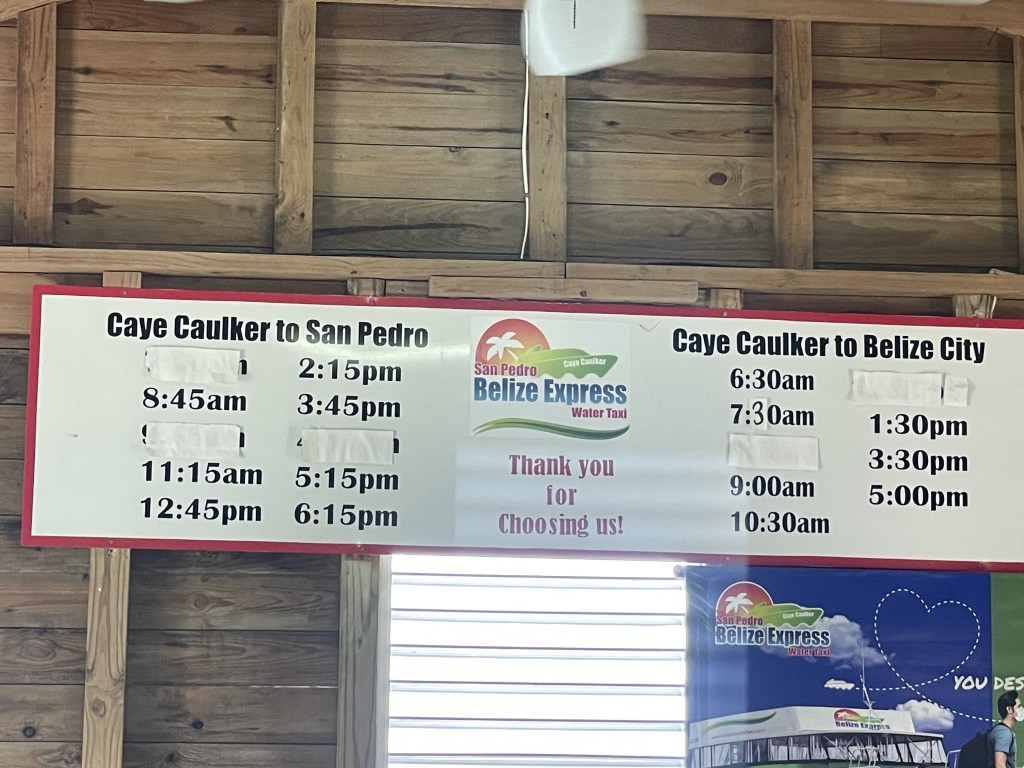 Caye Caulker to San Pedro
8:45am
11:15am
12:45pm
2:15pm
3:45pm
5:15pm
6:15pm
Caye Caulker
San Pedro
Belize Express
Water Taxi
Thank you
for
Choosing us!
Caye Caulker to Belize City
6:30am
7:30am
9:00am
10:30am
1:30pm
3:30pm
5:00pm
Caye Caulker
San Pedro
Belize Express
Water Taxi
YOU DES
Belize Express